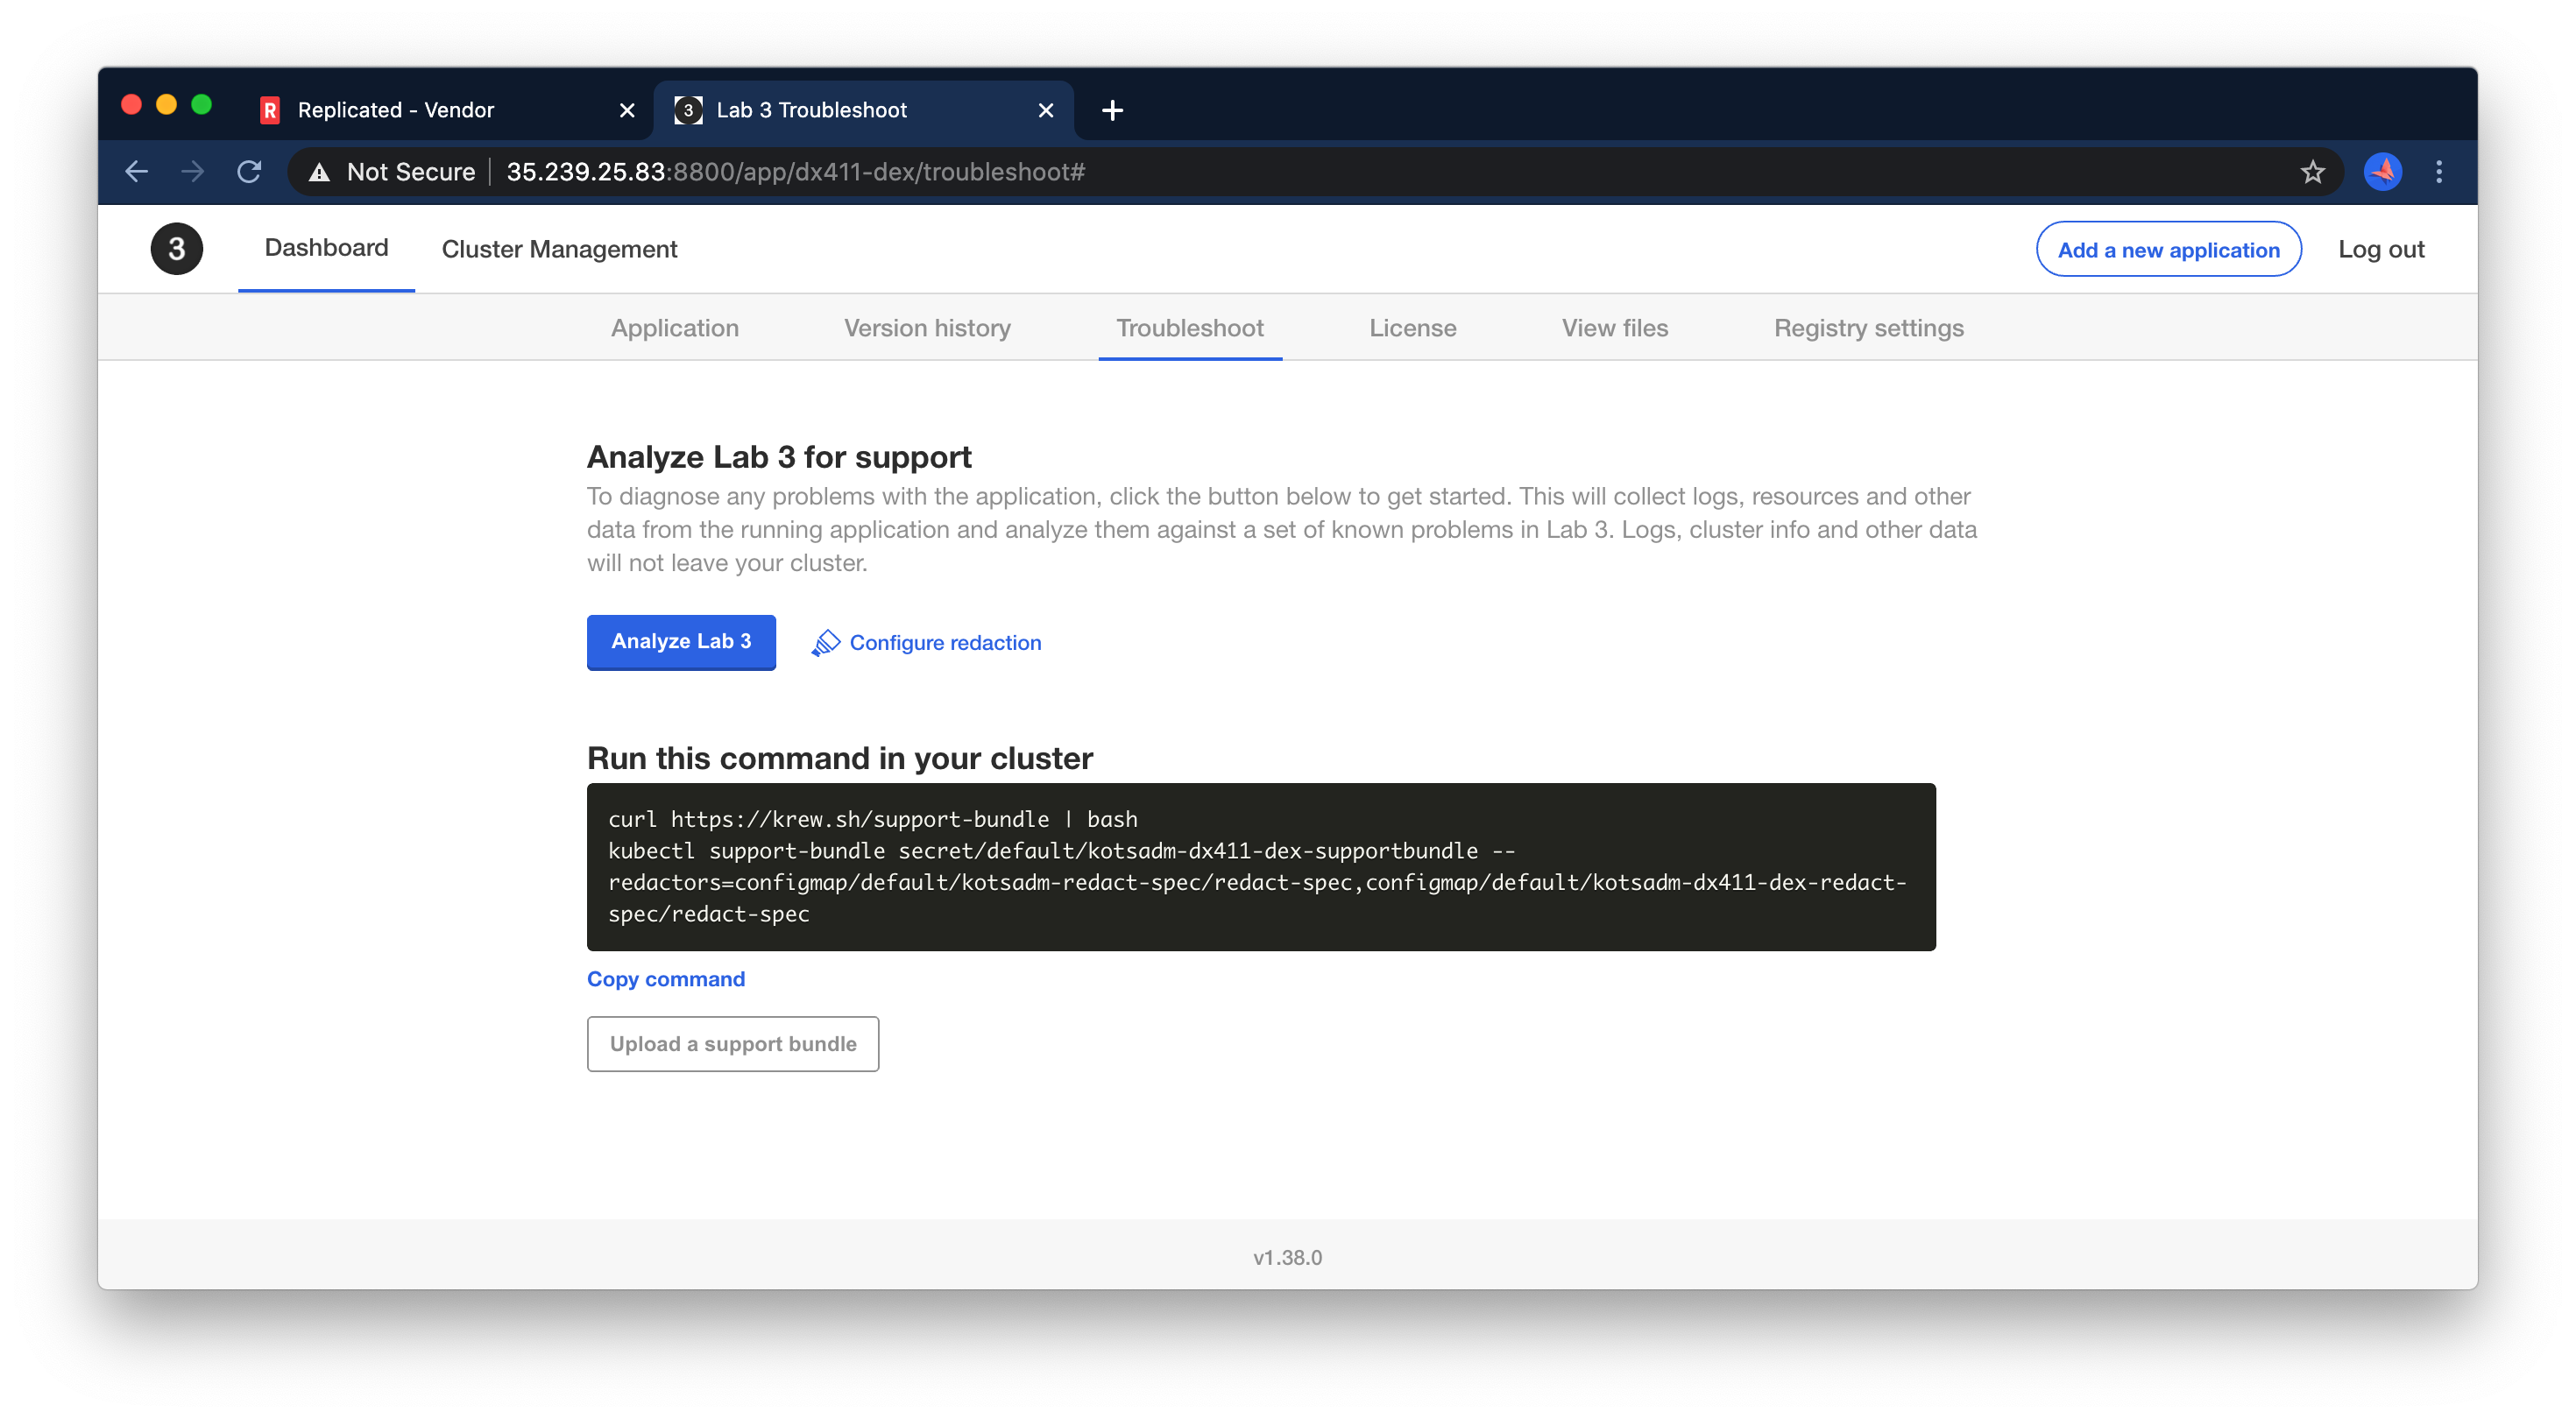 R Replicated - Vendor
3 Lab 3 Troubleshoot
Not Secure 35.239.25.83:8800/app/dx411-dex/troubleshoot#
3 Dashboard Cluster Management Add a new application Log out
Application Version history Troubleshoot License View files Registry settings
Analyze Lab 3 for support
To diagnose any problems with the application, click the button below to get started. This will collect logs, resources and other
data from the running application and analyze them against a set of known problems in Lab 3. Logs, cluster info and other data
will not leave your cluster.
Analyze Lab 3 Configure redaction
Run this command in your cluster
curl https://krew.sh/support-bundle | bash
kubectl support-bundle secret/default/kotsadm-dx411-dex-supportbundle --
redactors=configmap/default/kotsadm-redact-spec/redact-spec,configmap/default/kotsadm-dx411-dex-redact-
spec/redact-spec
Copy command
Upload a support bundle
v1.38.0